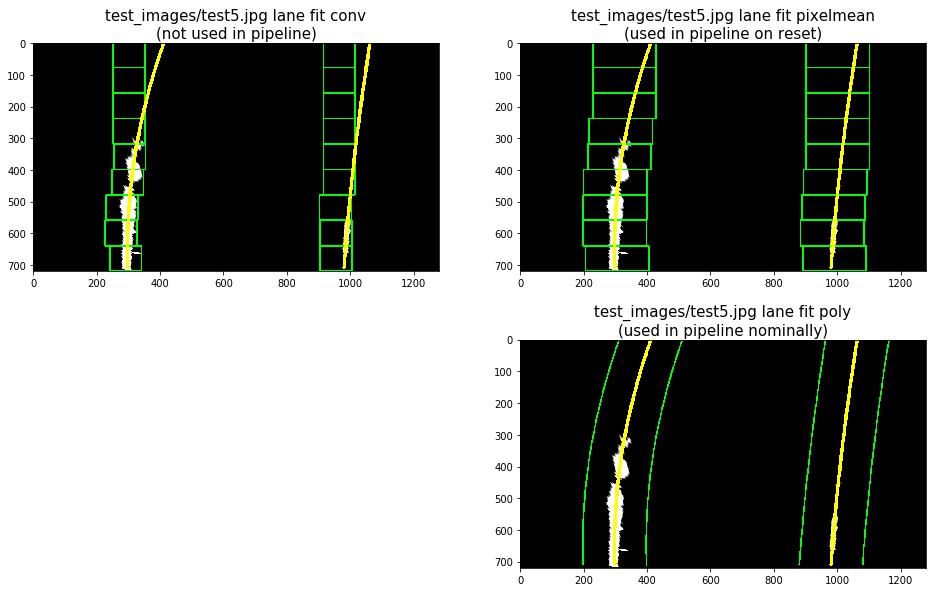 test_images/test5.jpg lane fit conv
(not used in pipeline)
0
100
200
300
400
500
600
700
0 200 400 600 800 1000 1200
test_images/test5.jpg lane fit pixelmean
(used in pipeline on reset)
0
100
200
300
400
500
600
700
0 200 400 600 800 1000 1200
test_images/test5.jpg lane fit poly
(used in pipeline nominally)
0
100
200
300
400
500
600
700
0 200 400 600 800 1000 1200